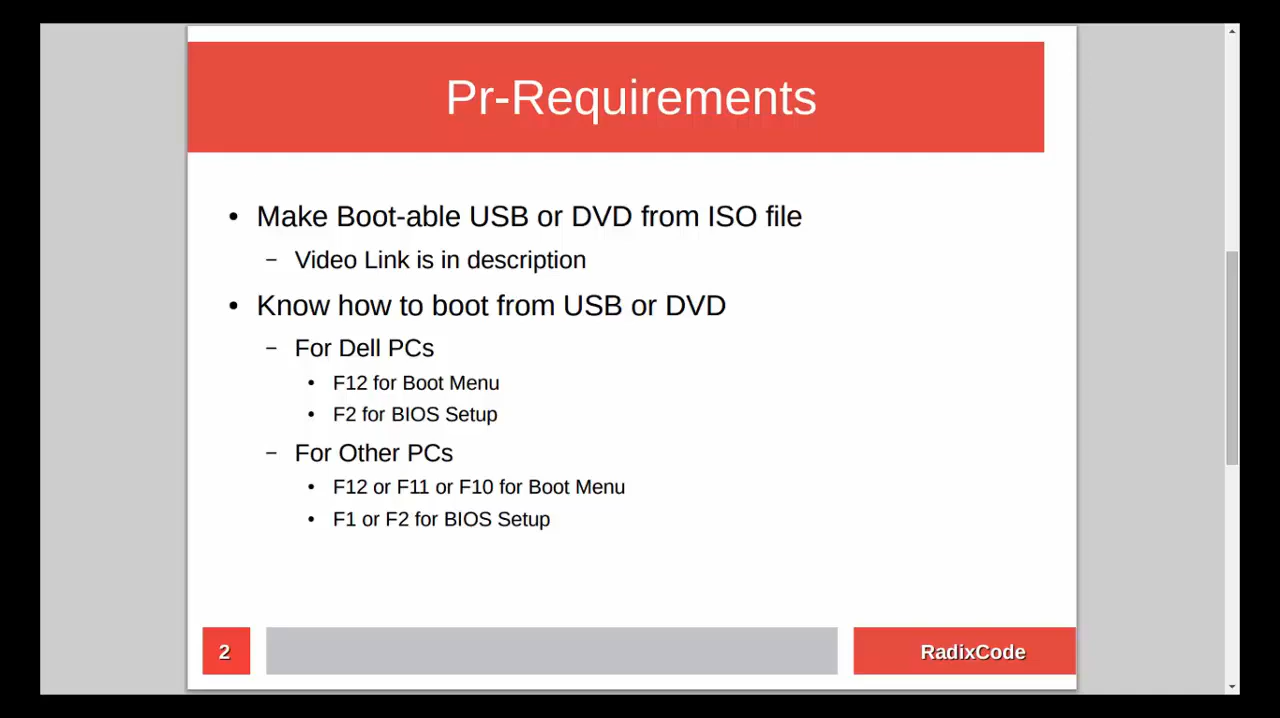 Pr-Requirements
• Make Boot-able USB or DVD from ISO file
– Video Link is in description
• Know how to boot from USB or DVD
– For Dell PCs
• F12 for Boot Menu
• F2 for BIOS Setup
– For Other PCs
• F12 or F11 or F10 for Boot Menu
• F1 or F2 for BIOS Setup
2
RadixCode